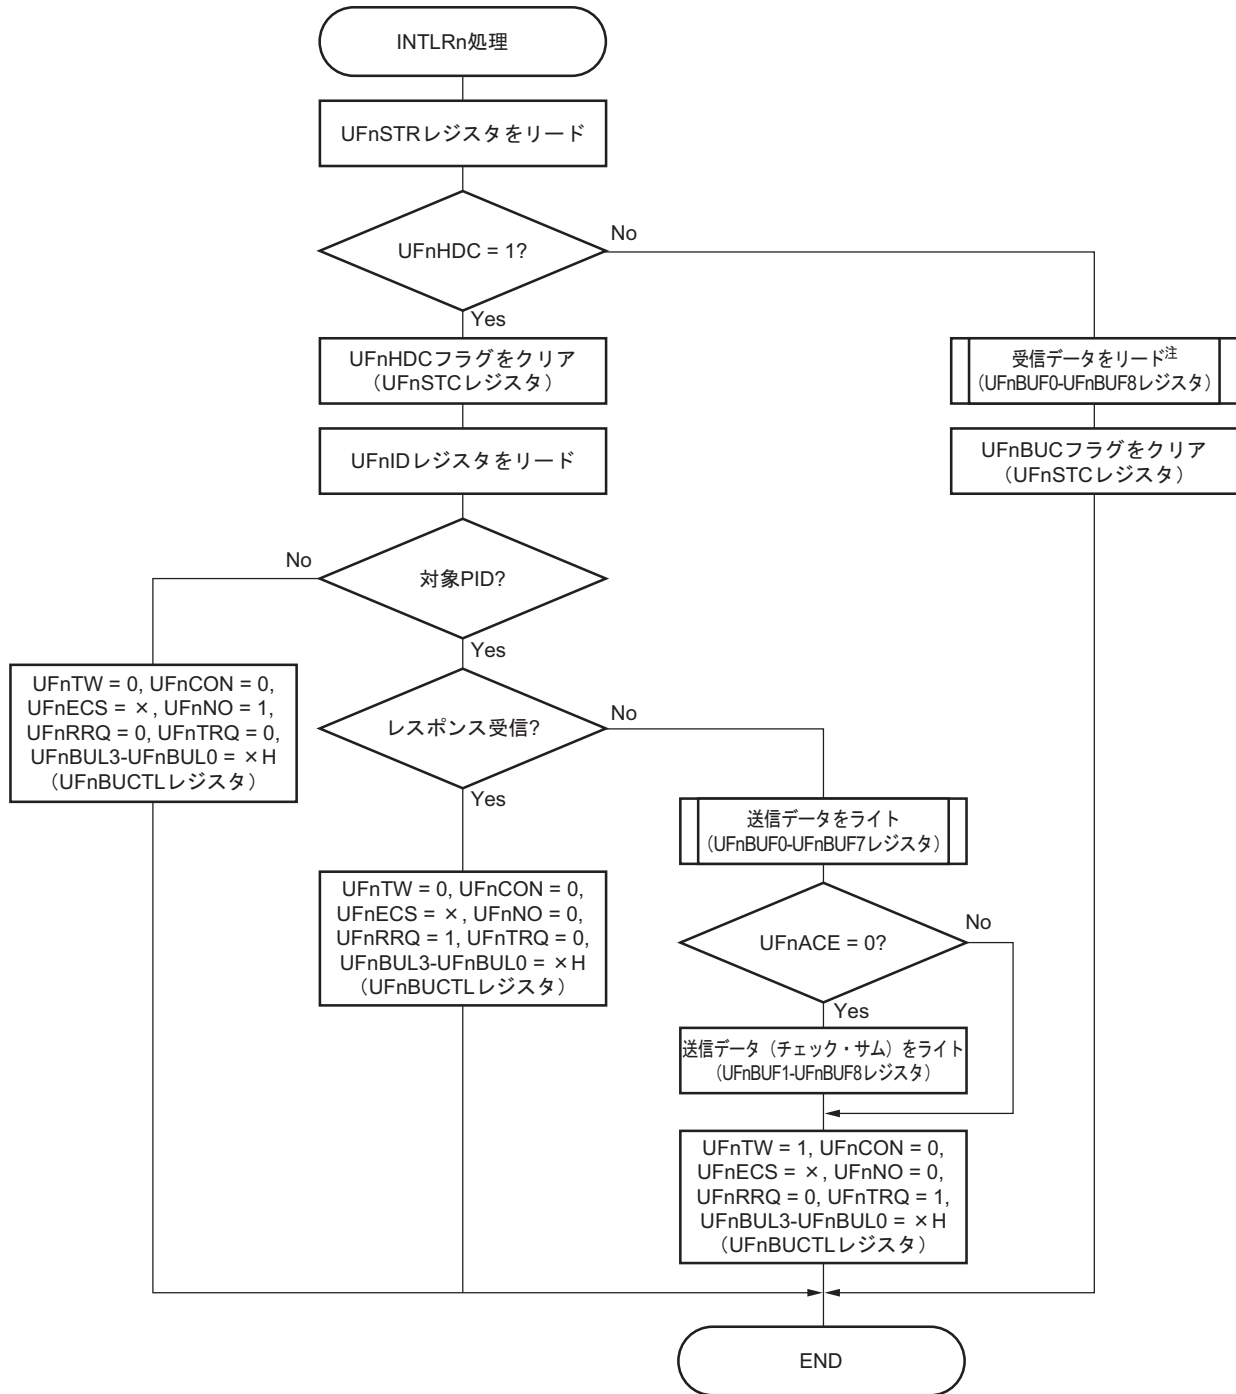 INTLRn処理
UFnSTRレジスタをリード
UFnHDC = 1?
No
Yes
UFnHDCフラグをクリア
（UFnSTCレジスタ）
受信データをリード注
（UFnBUF0-UFnBUF8レジスタ）
UFnIDレジスタをリード
UFnBUCフラグをクリア
（UFnSTCレジスタ）
対象PID?
No
Yes
UFnTW = 0, UFnCON = 0,
UFnECS = ×, UFnNO = 1,
UFnRRQ = 0, UFnTRQ = 0,
UFnBUL3-UFnBUL0 = ×H
（UFnBUCTLレジスタ）
レスポンス受信?
No
Yes
送信データをライト
（UFnBUF0-UFnBUF7レジスタ）
UFnTW = 0, UFnCON = 0,
UFnECS = ×, UFnNO = 0,
UFnRRQ = 1, UFnTRQ = 0,
UFnBUL3-UFnBUL0 = ×H
（UFnBUCTLレジスタ）
UFnACE = 0?
No
Yes
送信データ（チェック・サム）をライト
（UFnBUF1-UFnBUF8レジスタ）
UFnTW = 1, UFnCON = 0,
UFnECS = ×, UFnNO = 0,
UFnRRQ = 0, UFnTRQ = 1,
UFnBUL3-UFnBUL0 = ×H
（UFnBUCTLレジスタ）
END